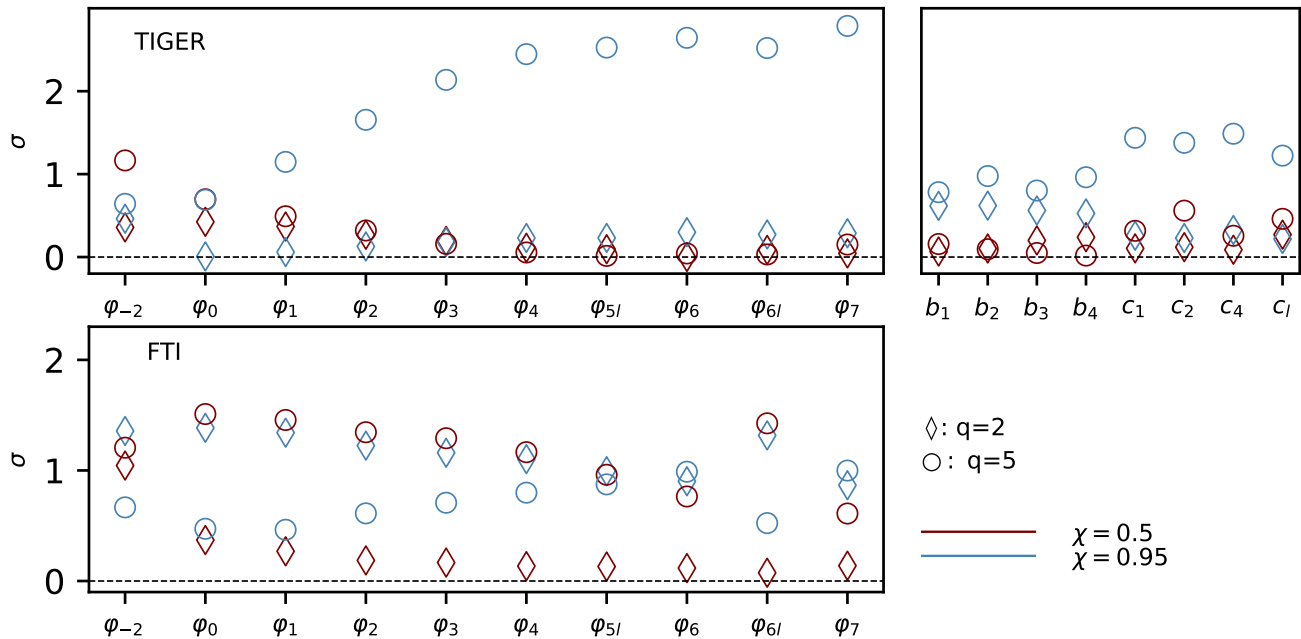 TIGER
σ
2
1
0
φ₋₂ φ₀ φ₁ φ₂ φ₃ φ₄ φ₅ₗ φ₆ φ₆ₗ φ₇
b₁ b₂ b₃ b₄ c₁ c₂ c₄ cₗ
FTI
σ
2
1
0
φ₋₂ φ₀ φ₁ φ₂ φ₃ φ₄ φ₅ₗ φ₆ φ₆ₗ φ₇
: q=2
: q=5
χ = 0.5
χ = 0.95